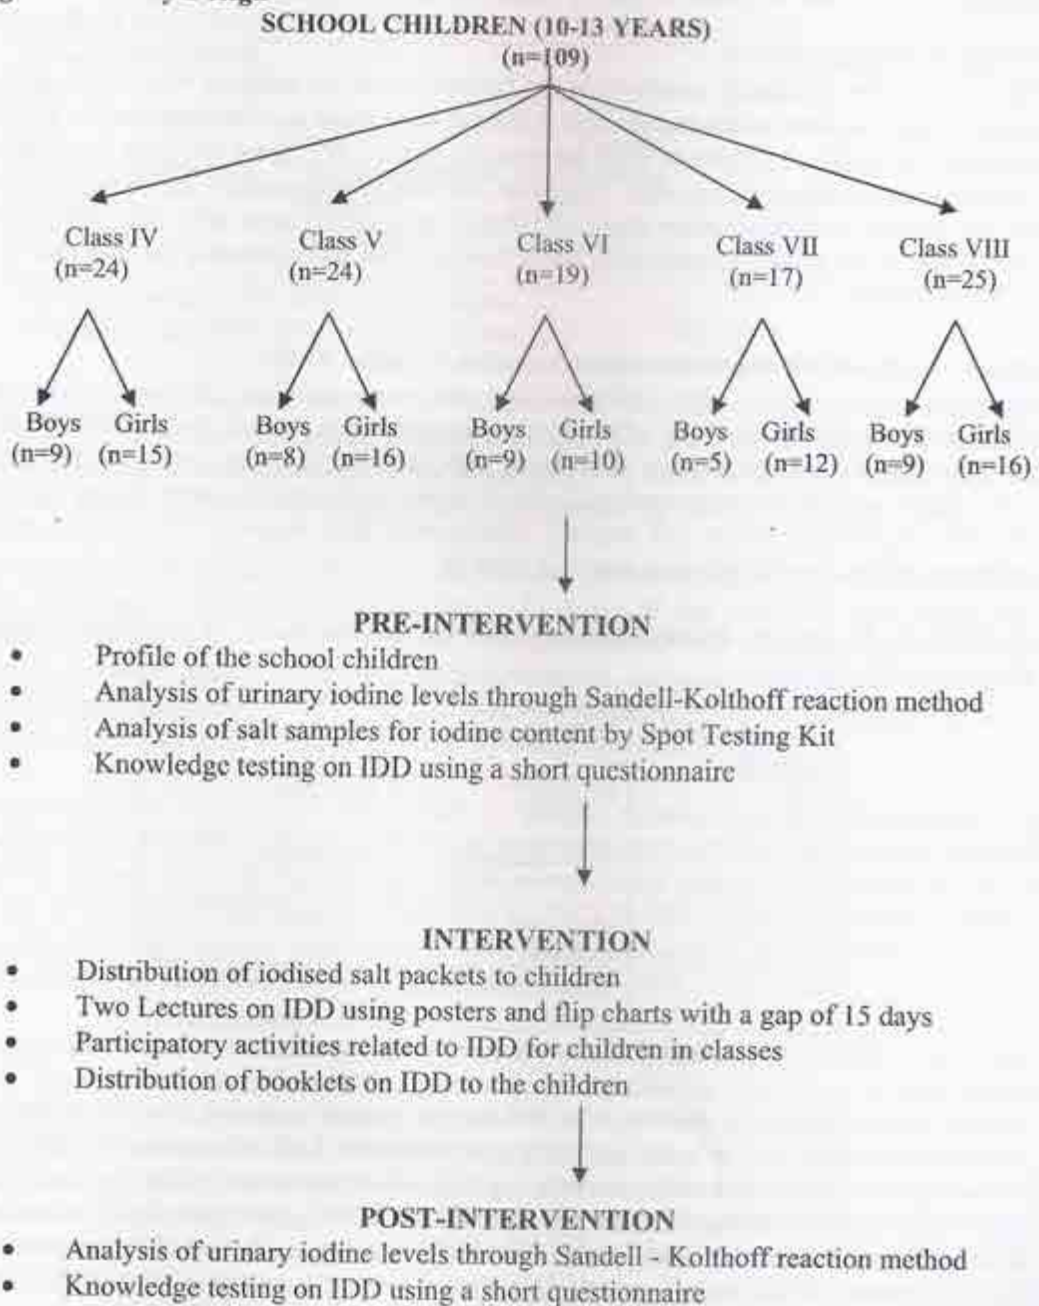 SCHOOL CHILDREN (10-13 YEARS)
(n=109)
Class IV Class V Class VI Class VII Class VIII
(n=24) (n=24) (n=19) (n=17) (n=25)
Boys Girls Boys Girls Boys Girls Boys Girls Boys Girls
(n=9) (n=15) (n=8) (n=16) (n=9) (n=10) (n=5) (n=12) (n=9) (n=16)
PRE-INTERVENTION
• Profile of the school children
• Analysis of urinary iodine levels through Sandell-Kolthoff reaction method
• Analysis of salt samples for iodine content by Spot Testing Kit
• Knowledge testing on IDD using a short questionnaire
INTERVENTION
• Distribution of iodised salt packets to children
• Two Lectures on IDD using posters and flip charts with a gap of 15 days
• Participatory activities related to IDD for children in classes
• Distribution of booklets on IDD to the children
POST-INTERVENTION
• Analysis of urinary iodine levels through Sandell - Kolthoff reaction method
• Knowledge testing on IDD using a short questionnaire